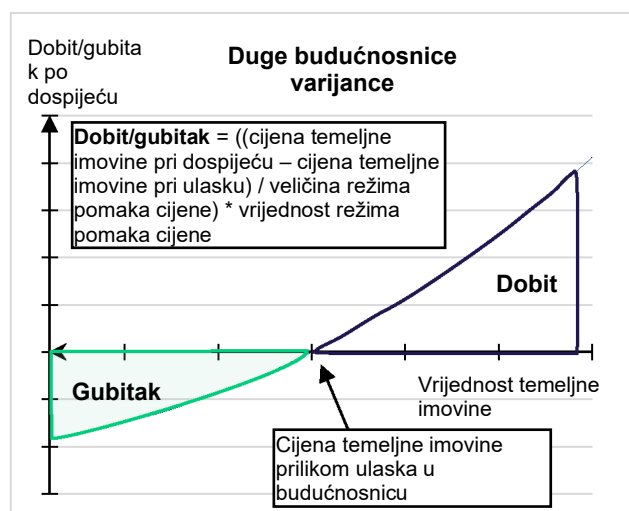 Dobit/gubita
k po
dospijeću
Duge budućnosnice
varijance
Dobit/gubitak = ((cijena temeljne
imovine pri dospijeću – cijena temeljne
imovine pri ulasku) / veličina režima
pomaka cijene) * vrijednost režima
pomaka cijene
Dobit
Gubitak
Vrijednost temeljne
imovine
Cijena temeljne imovine
prilikom ulaska u
budućnosnicu